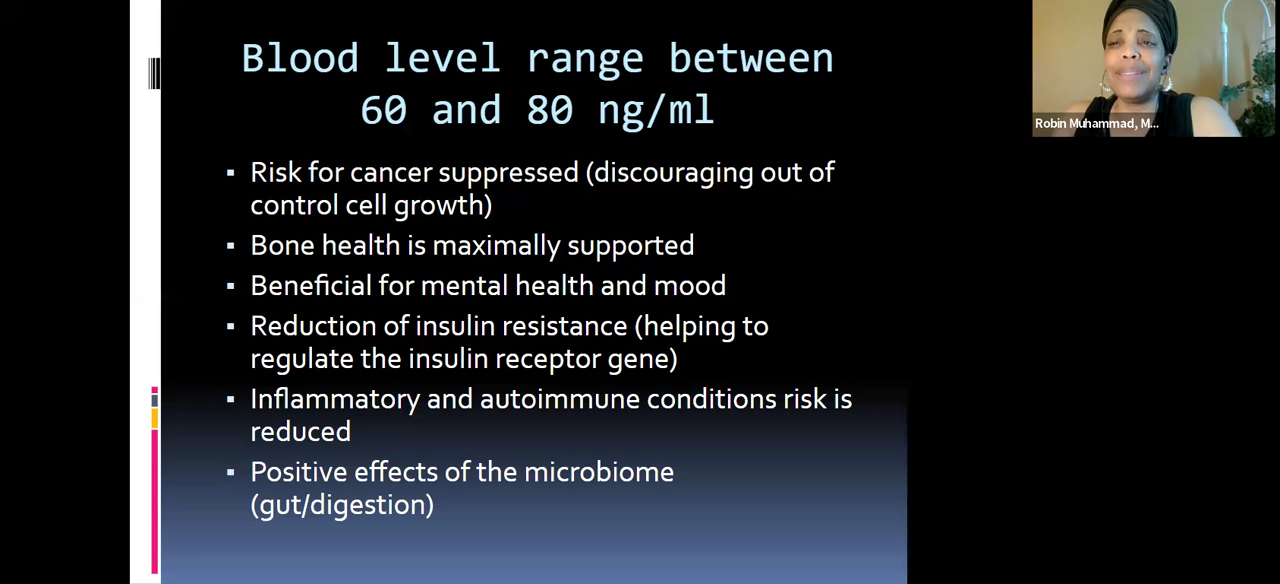 Blood level range between
60 and 80 ng/ml
▪ Risk for cancer suppressed (discouraging out of
control cell growth)
▪ Bone health is maximally supported
▪ Beneficial for mental health and mood
▪ Reduction of insulin resistance (helping to
regulate the insulin receptor gene)
▪ Inflammatory and autoimmune conditions risk is
reduced
▪ Positive effects of the microbiome
(gut/digestion)
Robin Muhammad, M...